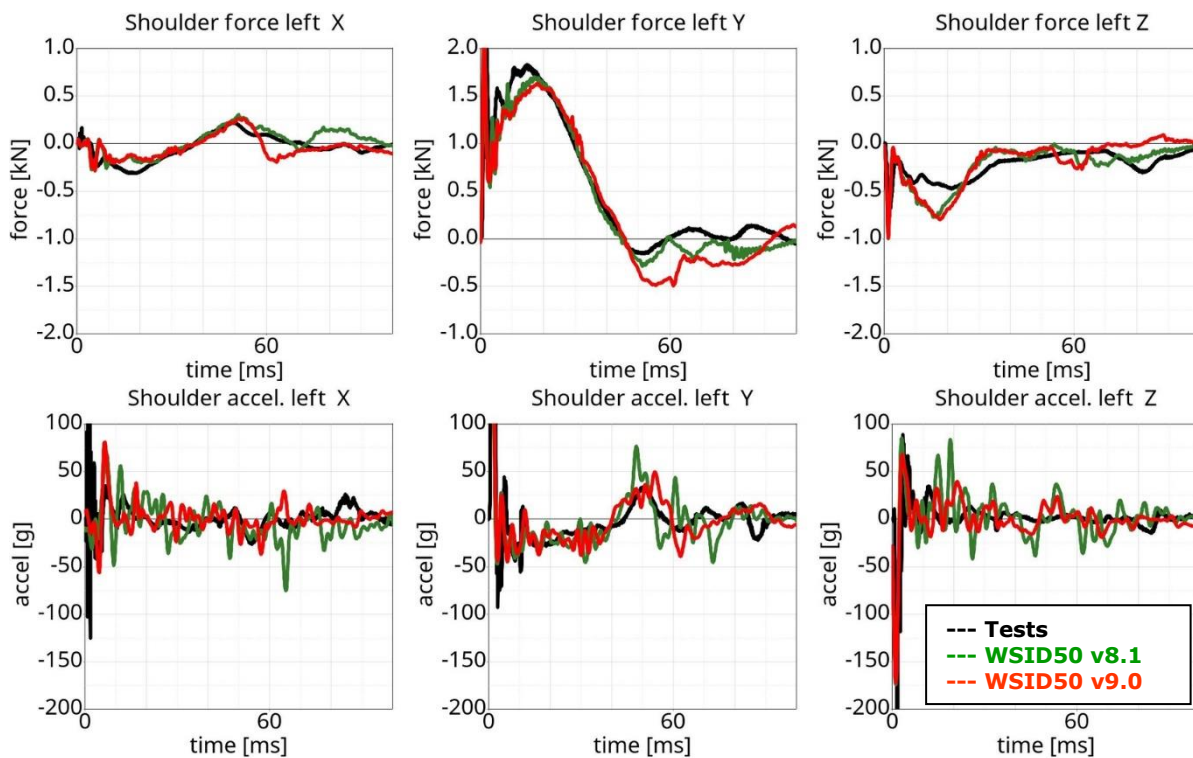 Shoulder force left X
1.0
0.5
0.0
-0.5
-1.0
-1.5
-2.0
force [kN]
0
60
time [ms]
Shoulder force left Y
2.0
1.5
1.0
0.5
0.0
-0.5
-1.0
force [kN]
0
60
time [ms]
Shoulder force left Z
1.0
0.5
0.0
-0.5
-1.0
-1.5
-2.0
force [kN]
0
60
time [ms]
Shoulder accel. left X
100
50
0
-50
-100
-150
-200
accel [g]
0
60
time [ms]
Shoulder accel. left Y
100
50
0
-50
-100
-150
-200
accel [g]
0
60
time [ms]
Shoulder accel. left Z
100
50
0
-50
-100
-150
-200
accel [g]
0
60
time [ms]
--- Tests
--- WSID50 v8.1
--- WSID50 v9.0